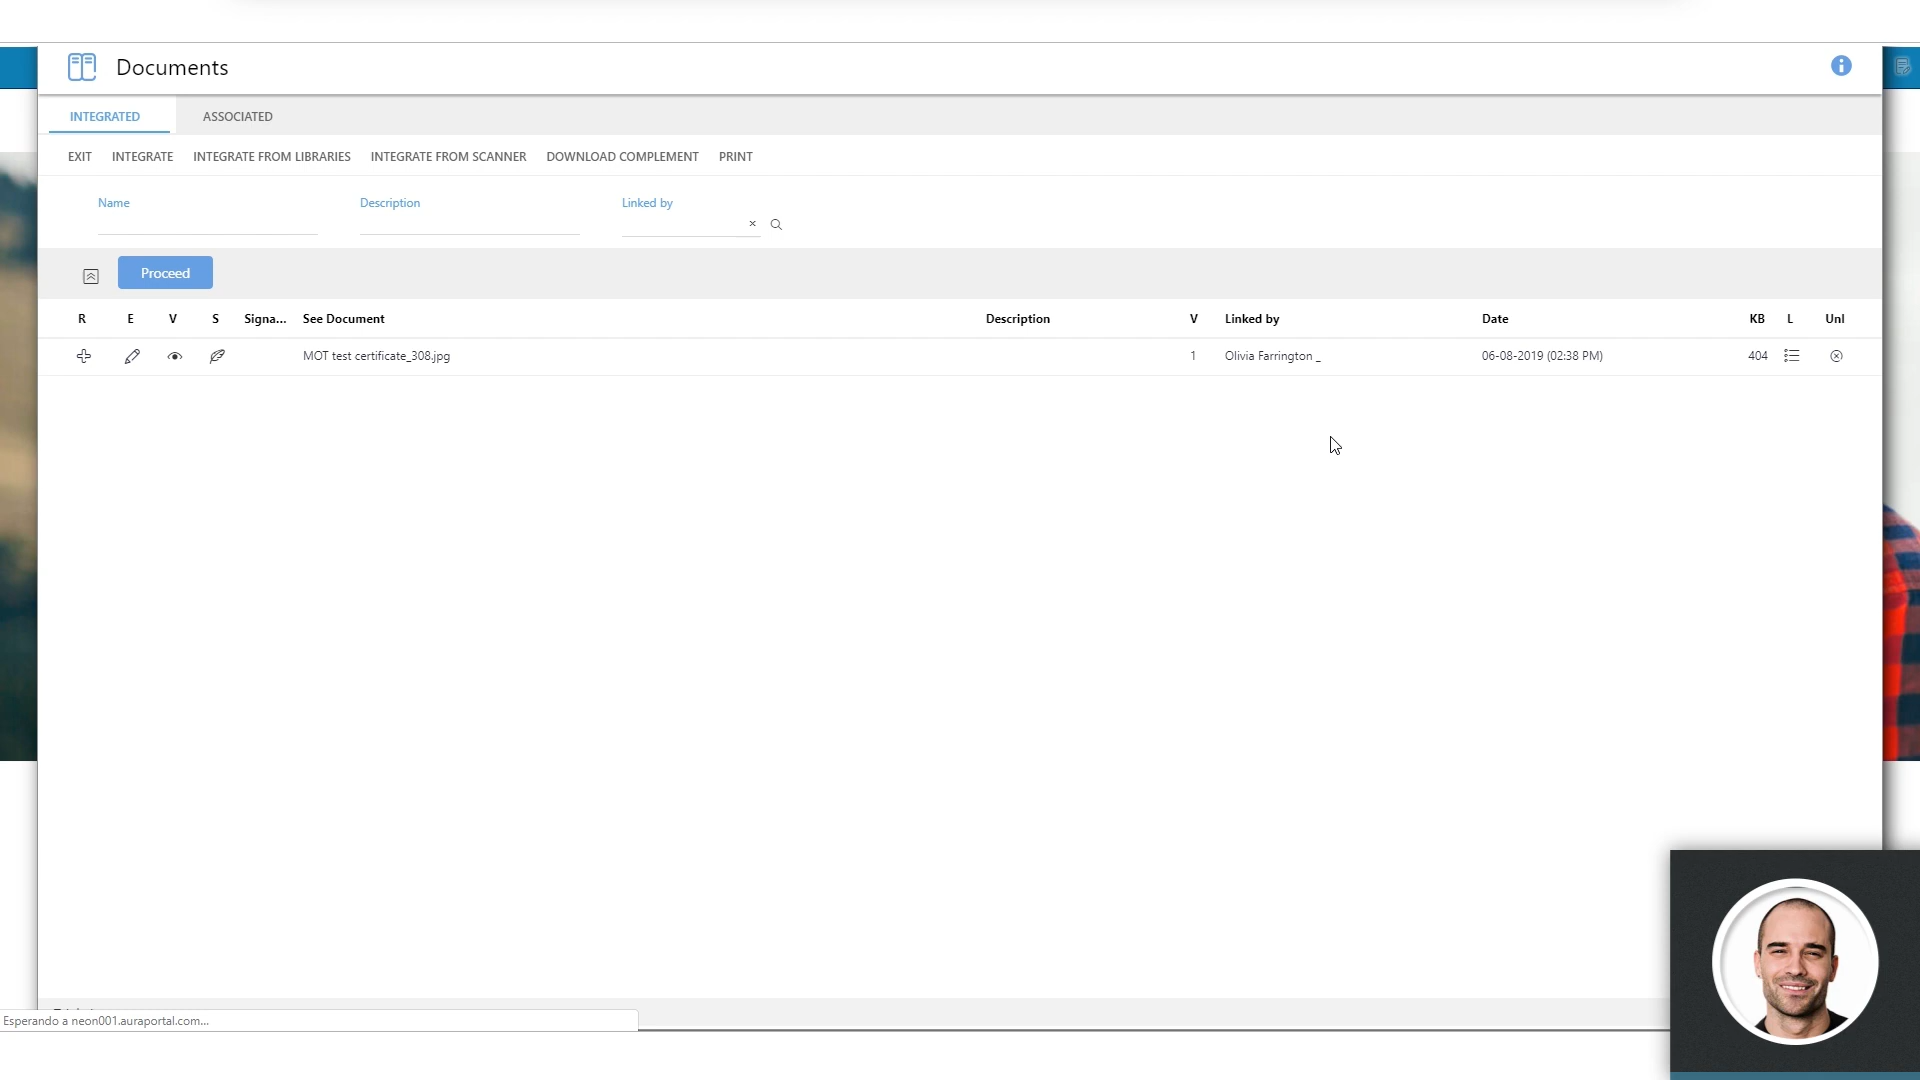 Documents
INTEGRATED ASSOCIATED
EXIT INTEGRATE INTEGRATE FROM LIBRARIES INTEGRATE FROM SCANNER DOWNLOAD COMPLEMENT PRINT
Name Description Linked by
Proceed
R E V S Signa... See Document Description V Linked by Date KB L Unl
MOT test certificate_308.jpg 1 Olivia Farrington _ 06-08-2019 (02:38 PM) 404
Esperando a neon001.auraportal.com...